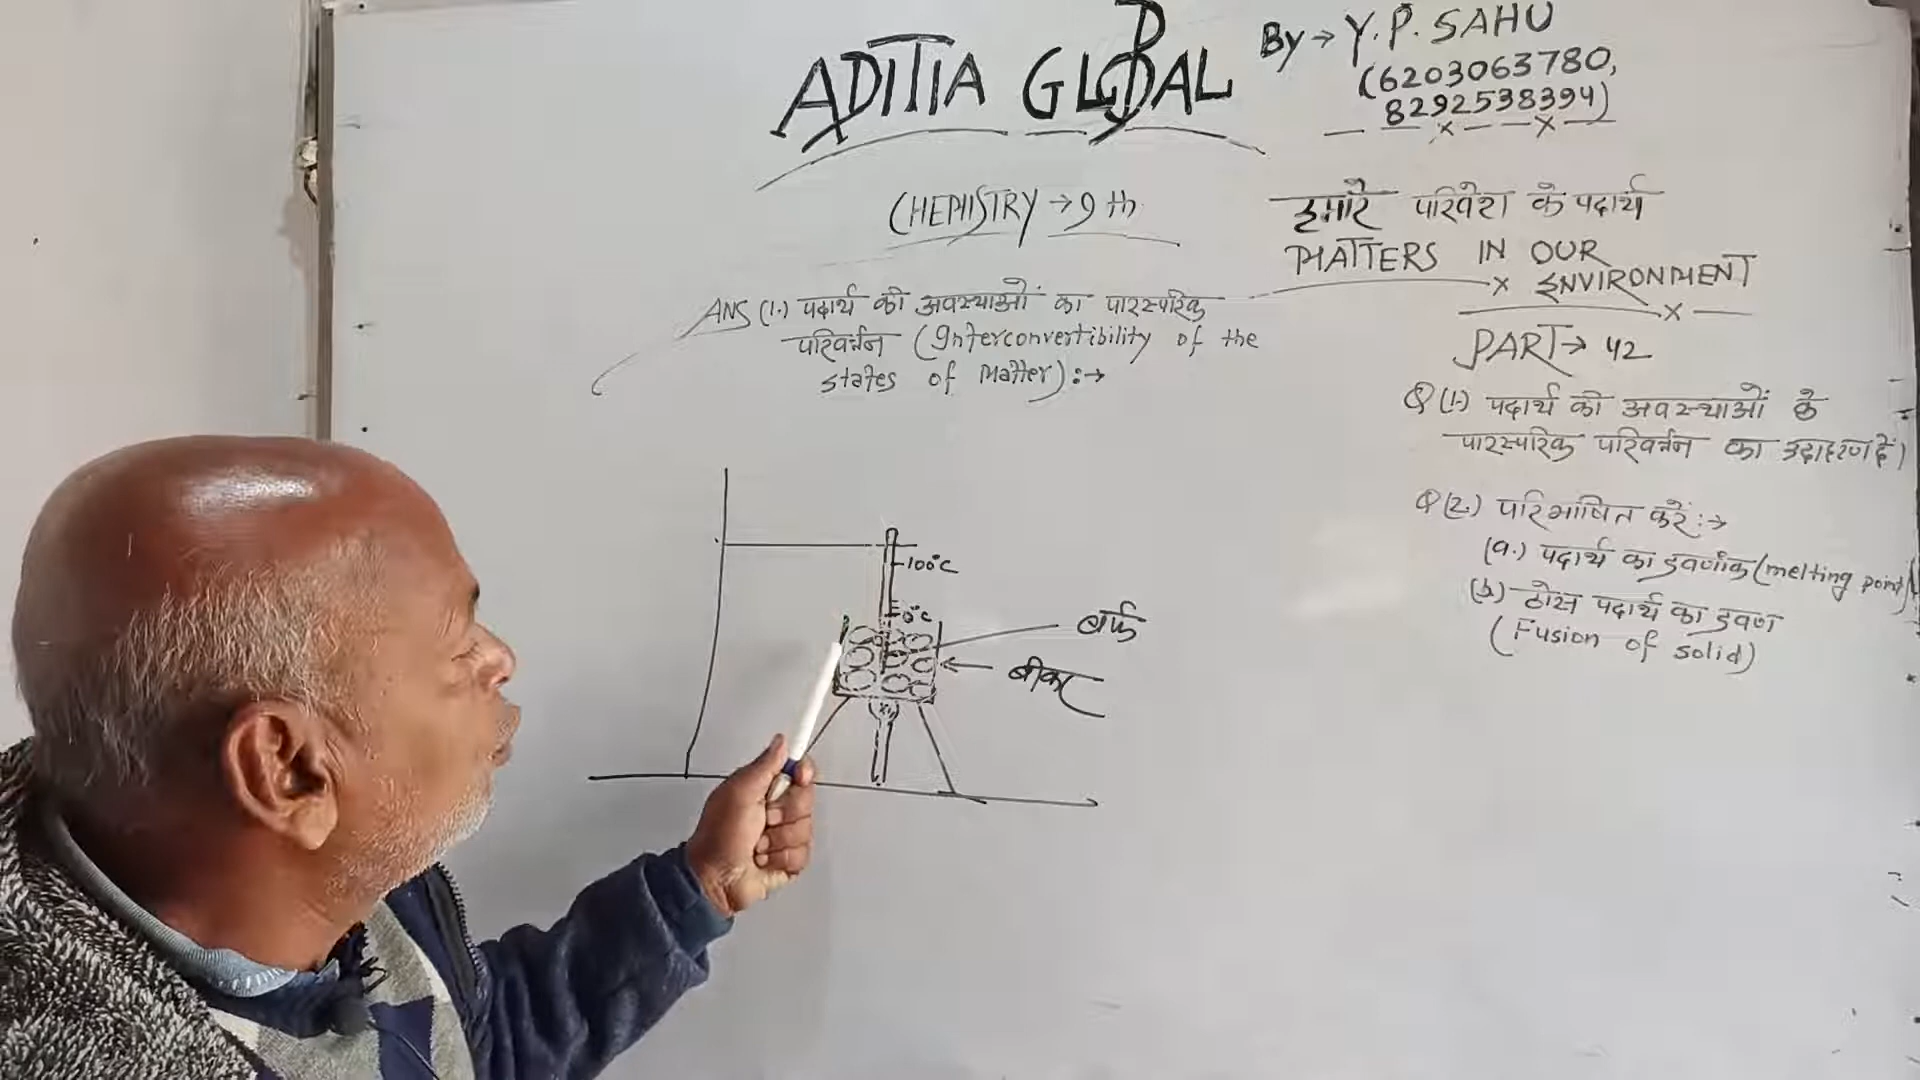 ADITIA GLOBAL
By → Y. P. SAHU
(6203063780,
8292538394)
CHEMISTRY → 9 th
हमारे परिवेश के पदार्थ
MATTERS IN OUR
ENVIRONMENT
PART → 42
ANS (1.) पदार्थ की अवस्थाओं का पारस्परिक
परिवर्त्तन (Interconvertibility of the
states of Matter) :→
Q (1.) पदार्थ की अवस्थाओं के
पारस्परिक परिवर्त्तन का उदाहरण दें।
Q (2.) परिभाषित करें :→
(a.) पदार्थ का द्रवणांक (melting point)
(b.) ठोस पदार्थ का द्रवण
(Fusion of solid)
100°C
0°C
बर्फ
बीकर